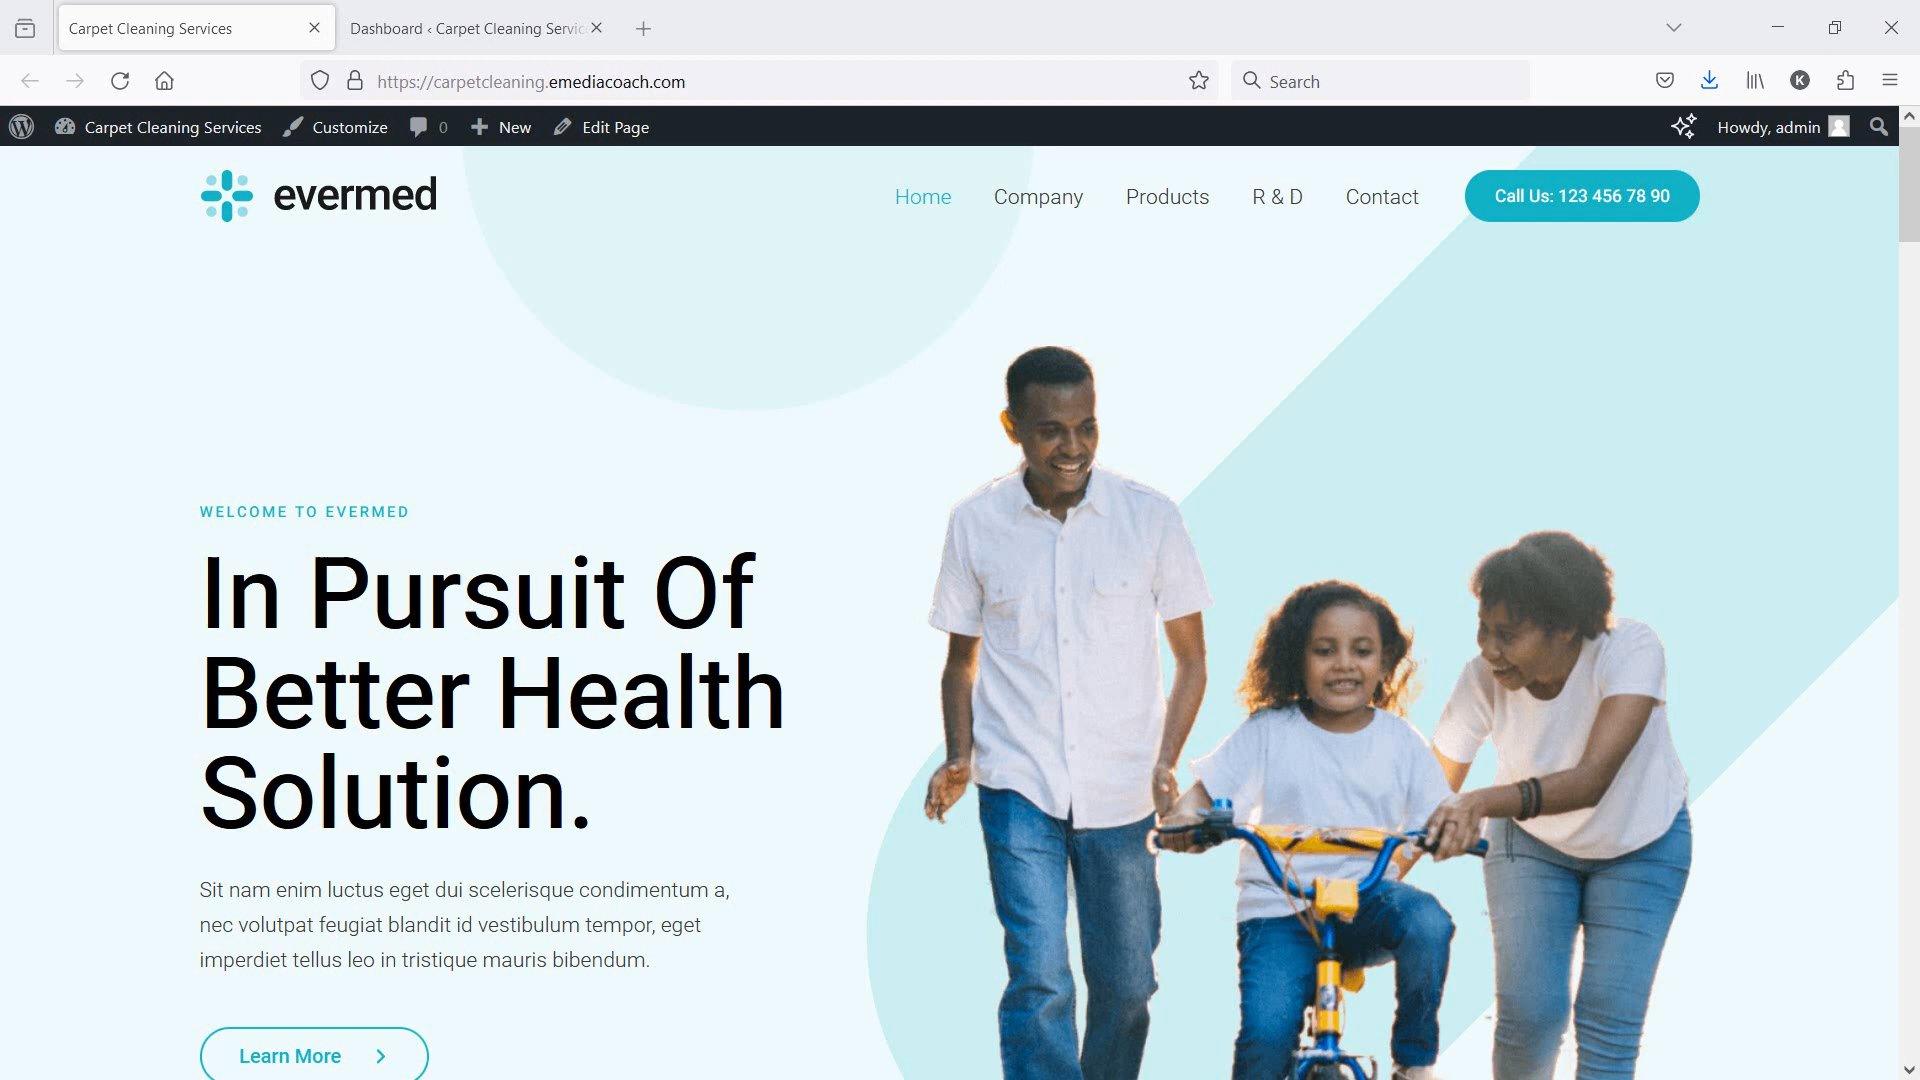 Carpet Cleaning Services
Dashboard ‹ Carpet Cleaning Servic
https://carpetcleaning.emediacoach.com
Search
K
Carpet Cleaning Services
Customize
0
New
Edit Page
Howdy, admin
evermed
Home
Company
Products
R & D
Contact
Call Us: 123 456 78 90
WELCOME TO EVERMED
In Pursuit Of
Better Health
Solution.
Sit nam enim luctus eget dui scelerisque condimentum a,
nec volutpat feugiat blandit id vestibulum tempor, eget
imperdiet tellus leo in tristique mauris bibendum.
Learn More